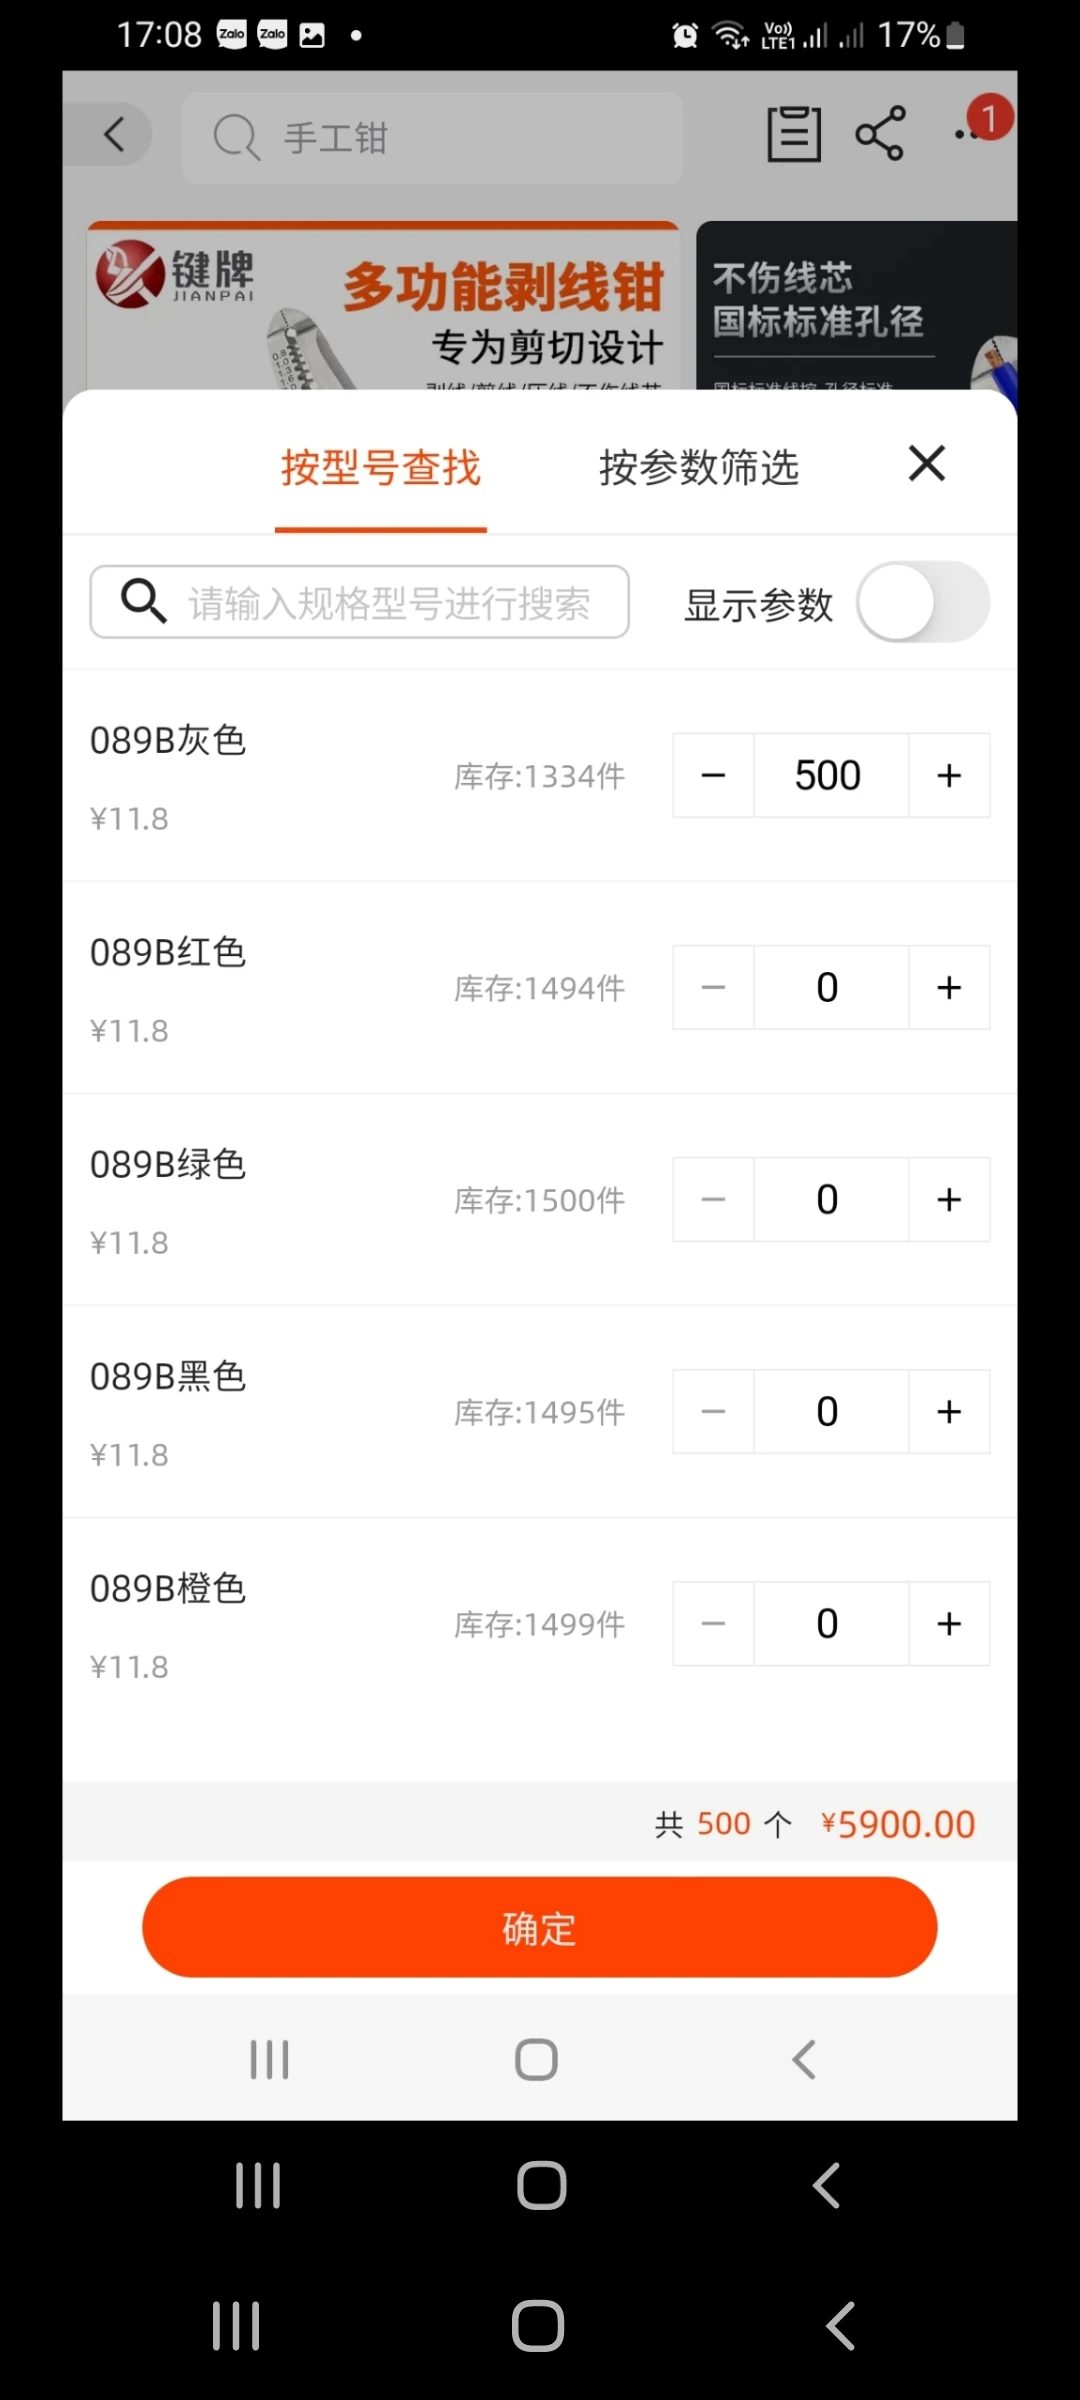 17:08 Zalo Zalo Vo)) LTE1 17%
手工钳 1
键牌
JIANPAI
多功能剥线钳
专为剪切设计
不伤线芯
国标标准孔径
按型号查找 按参数筛选
请输入规格型号进行搜索 显示参数
089B灰色
库存:1334件 − 500 +
¥11.8
089B红色
库存:1494件 − 0 +
¥11.8
089B绿色
库存:1500件 − 0 +
¥11.8
089B黑色
库存:1495件 − 0 +
¥11.8
089B橙色
库存:1499件 − 0 +
¥11.8
共 500 个 ¥5900.00
确定